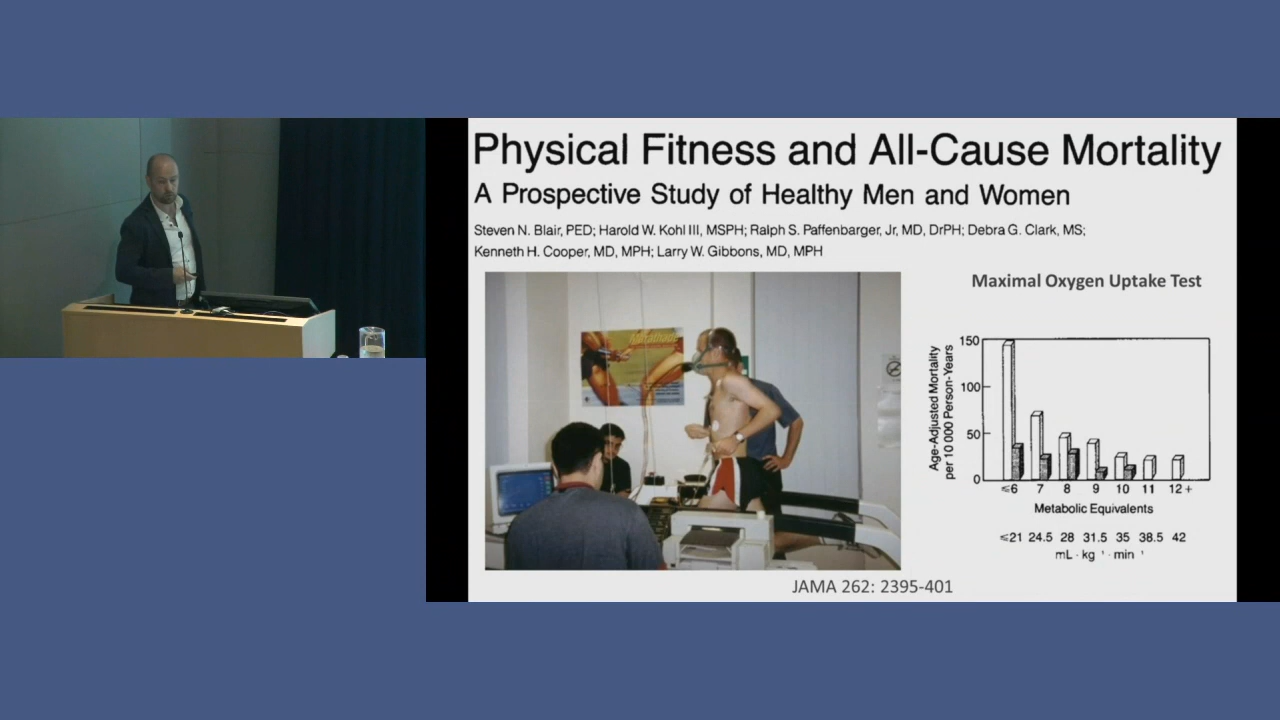 Physical Fitness and All-Cause Mortality
A Prospective Study of Healthy Men and Women
Steven N. Blair, PED; Harold W. Kohl III, MSPH; Ralph S. Paffenbarger, Jr, MD, DrPH; Debra G. Clark, MS;
Kenneth H. Cooper, MD, MPH; Larry W. Gibbons, MD, MPH
Maximal Oxygen Uptake Test
Age-Adjusted Mortality
per 10 000 Person-Years
150
100
50
0
≤6 7 8 9 10 11 12+
Metabolic Equivalents
≤21 24.5 28 31.5 35 38.5 42
mL · kg · min
JAMA 262: 2395-401